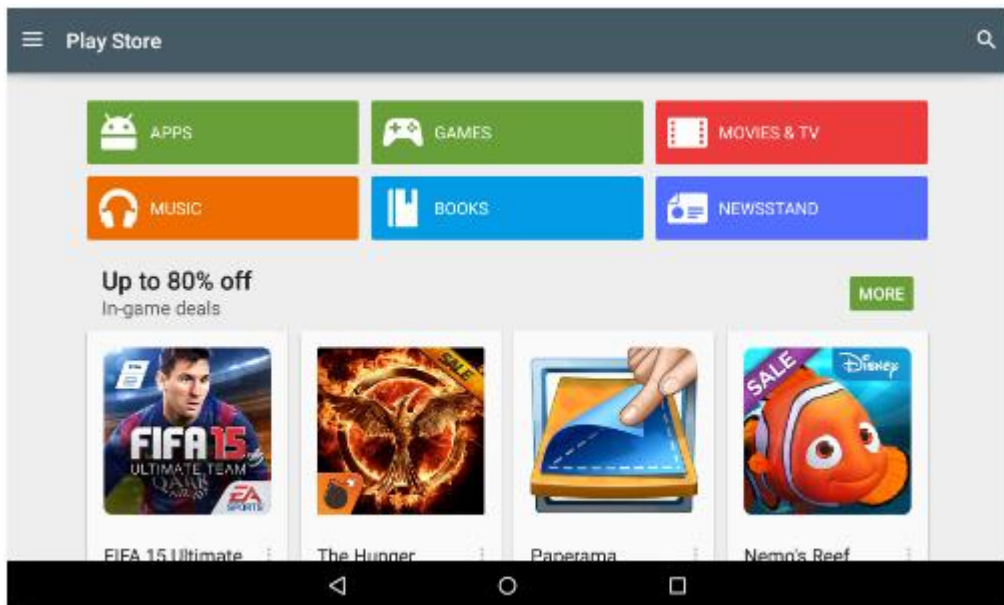 Play Store
APPS
GAMES
MOVIES & TV
MUSIC
BOOKS
NEWSSTAND
Up to 80% off
In-game deals
MORE
FIFA 15
ULTIMATE TEAM
EA
SPORTS
SALE
SALE
Disney
FIFA 15 Ultimate
The Hunger
Paperama
Nemo's Reef